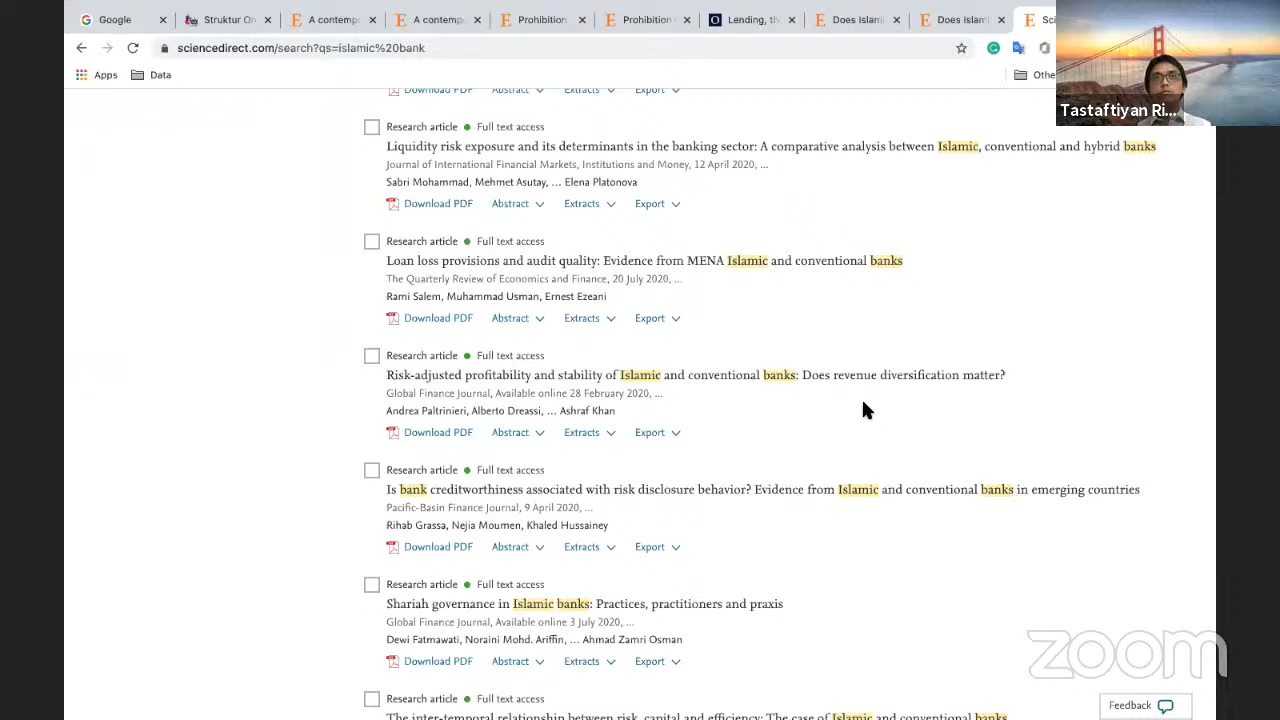 Google
Struktur Or
A contemp
A contemp
Prohibition
Prohibition
Lending, th
Does Islami
Does Islami
Sci
sciencedirect.com/search?qs=islamic%20bank
Apps
Data
Othe
Tastaftiyan Ri...
Download PDF Abstract Extracts Export
Research article Full text access
Liquidity risk exposure and its determinants in the banking sector: A comparative analysis between Islamic, conventional and hybrid banks
Journal of International Financial Markets, Institutions and Money, 12 April 2020, ...
Sabri Mohammad, Mehmet Asutay, ... Elena Platonova
Download PDF Abstract Extracts Export
Research article Full text access
Loan loss provisions and audit quality: Evidence from MENA Islamic and conventional banks
The Quarterly Review of Economics and Finance, 20 July 2020, ...
Rami Salem, Muhammad Usman, Ernest Ezeani
Download PDF Abstract Extracts Export
Research article Full text access
Risk-adjusted profitability and stability of Islamic and conventional banks: Does revenue diversification matter?
Global Finance Journal, Available online 28 February 2020, ...
Andrea Paltrinieri, Alberto Dreassi, ... Ashraf Khan
Download PDF Abstract Extracts Export
Research article Full text access
Is bank creditworthiness associated with risk disclosure behavior? Evidence from Islamic and conventional banks in emerging countries
Pacific-Basin Finance Journal, 9 April 2020, ...
Rihab Grassa, Nejia Moumen, Khaled Hussainey
Download PDF Abstract Extracts Export
Research article Full text access
Shariah governance in Islamic banks: Practices, practitioners and praxis
Global Finance Journal, Available online 3 July 2020, ...
Dewi Fatmawati, Noraini Mohd. Ariffin, ... Ahmad Zamri Osman
Download PDF Abstract Extracts Export
zoom
Research article Full text access
Feedback
The inter-temporal relationship between risk, capital and efficiency: The case of Islamic and conventional banks